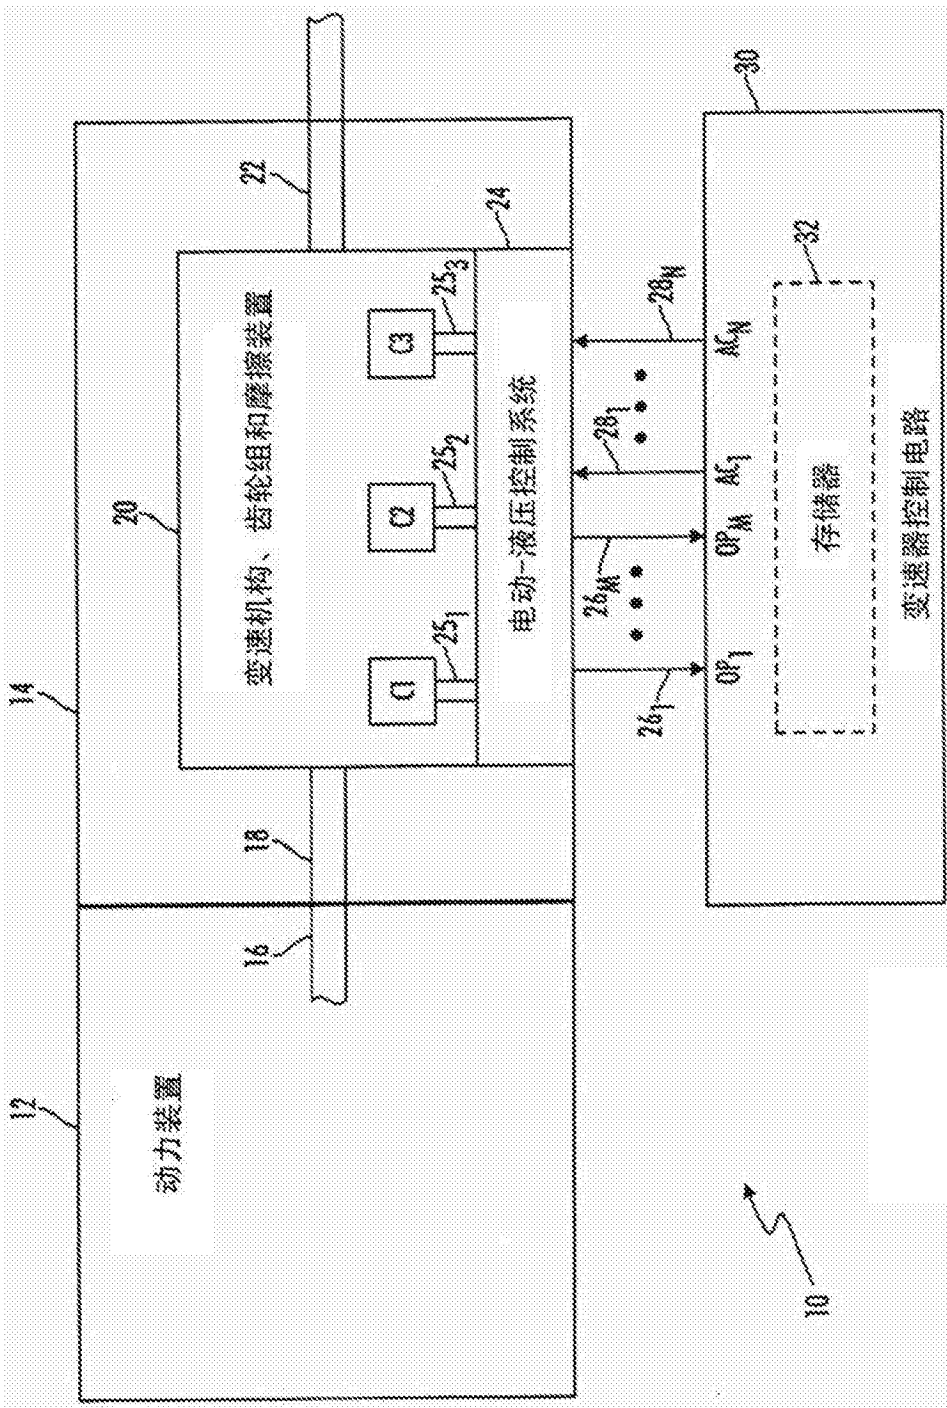 12
动力装置
16
18
14
20
变速机构、齿轮组和摩擦装置
22
C1
C2
C3
25₁
25₂
25₃
24
电动-液压控制系统
26₁
26M
28₁
28N
OP₁
OPM
AC₁
ACN
30
存储器
32
变速器控制电路
10